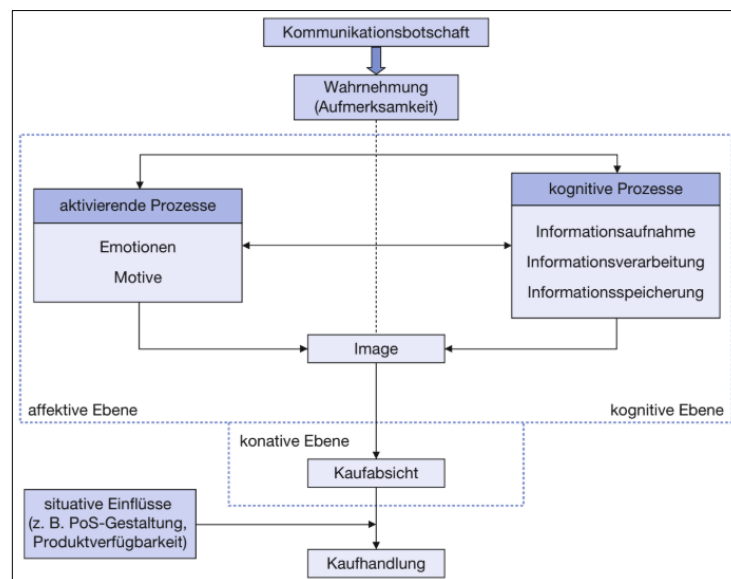 Kommunikationsbotschaft
Wahrnehmung
(Aufmerksamkeit)
aktivierende Prozesse
Emotionen
Motive
kognitive Prozesse
Informationsaufnahme
Informationsverarbeitung
Informationsspeicherung
Image
affektive Ebene
kognitive Ebene
konative Ebene
Kaufabsicht
situative Einflüsse
(z. B. PoS-Gestaltung,
Produktverfügbarkeit)
Kaufhandlung